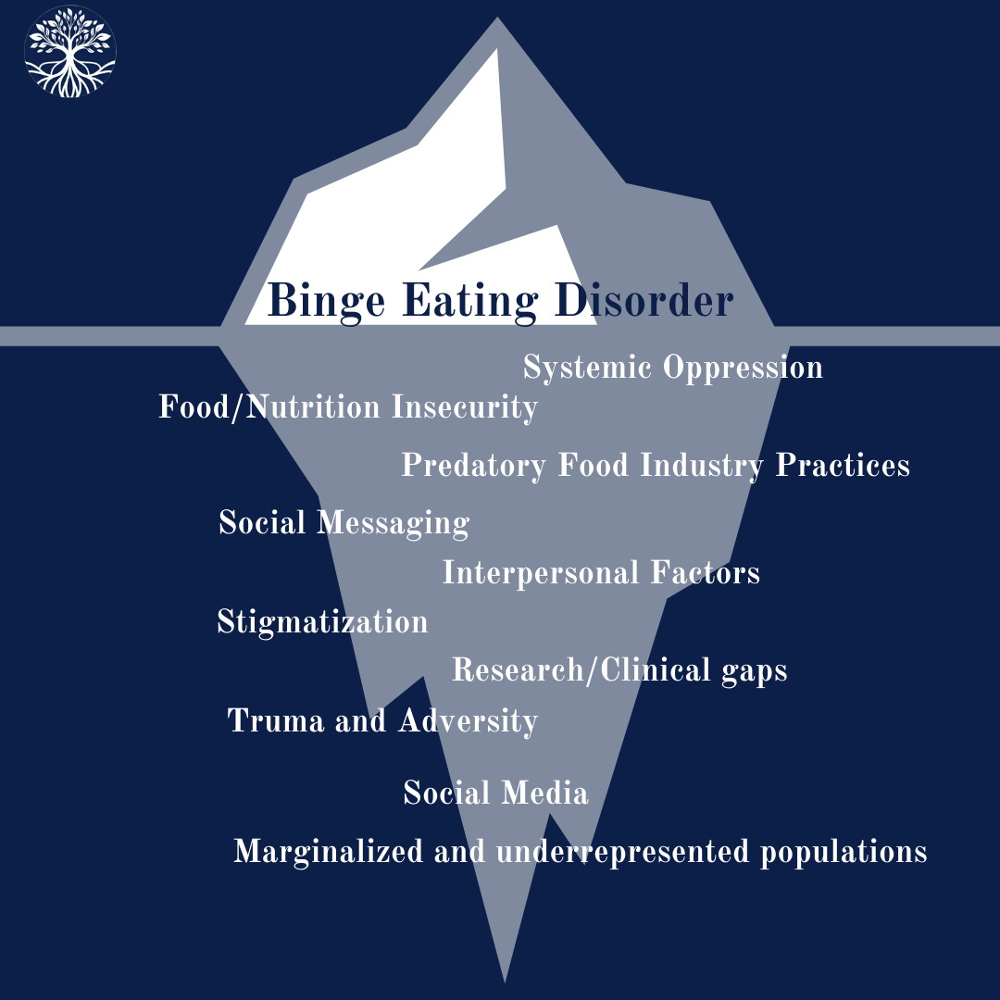 Binge Eating Disorder
Systemic Oppression
Food/Nutrition Insecurity
Predatory Food Industry Practices
Social Messaging
Interpersonal Factors
Stigmatization
Research/Clinical gaps
Truma and Adversity
Social Media
Marginalized and underrepresented populations